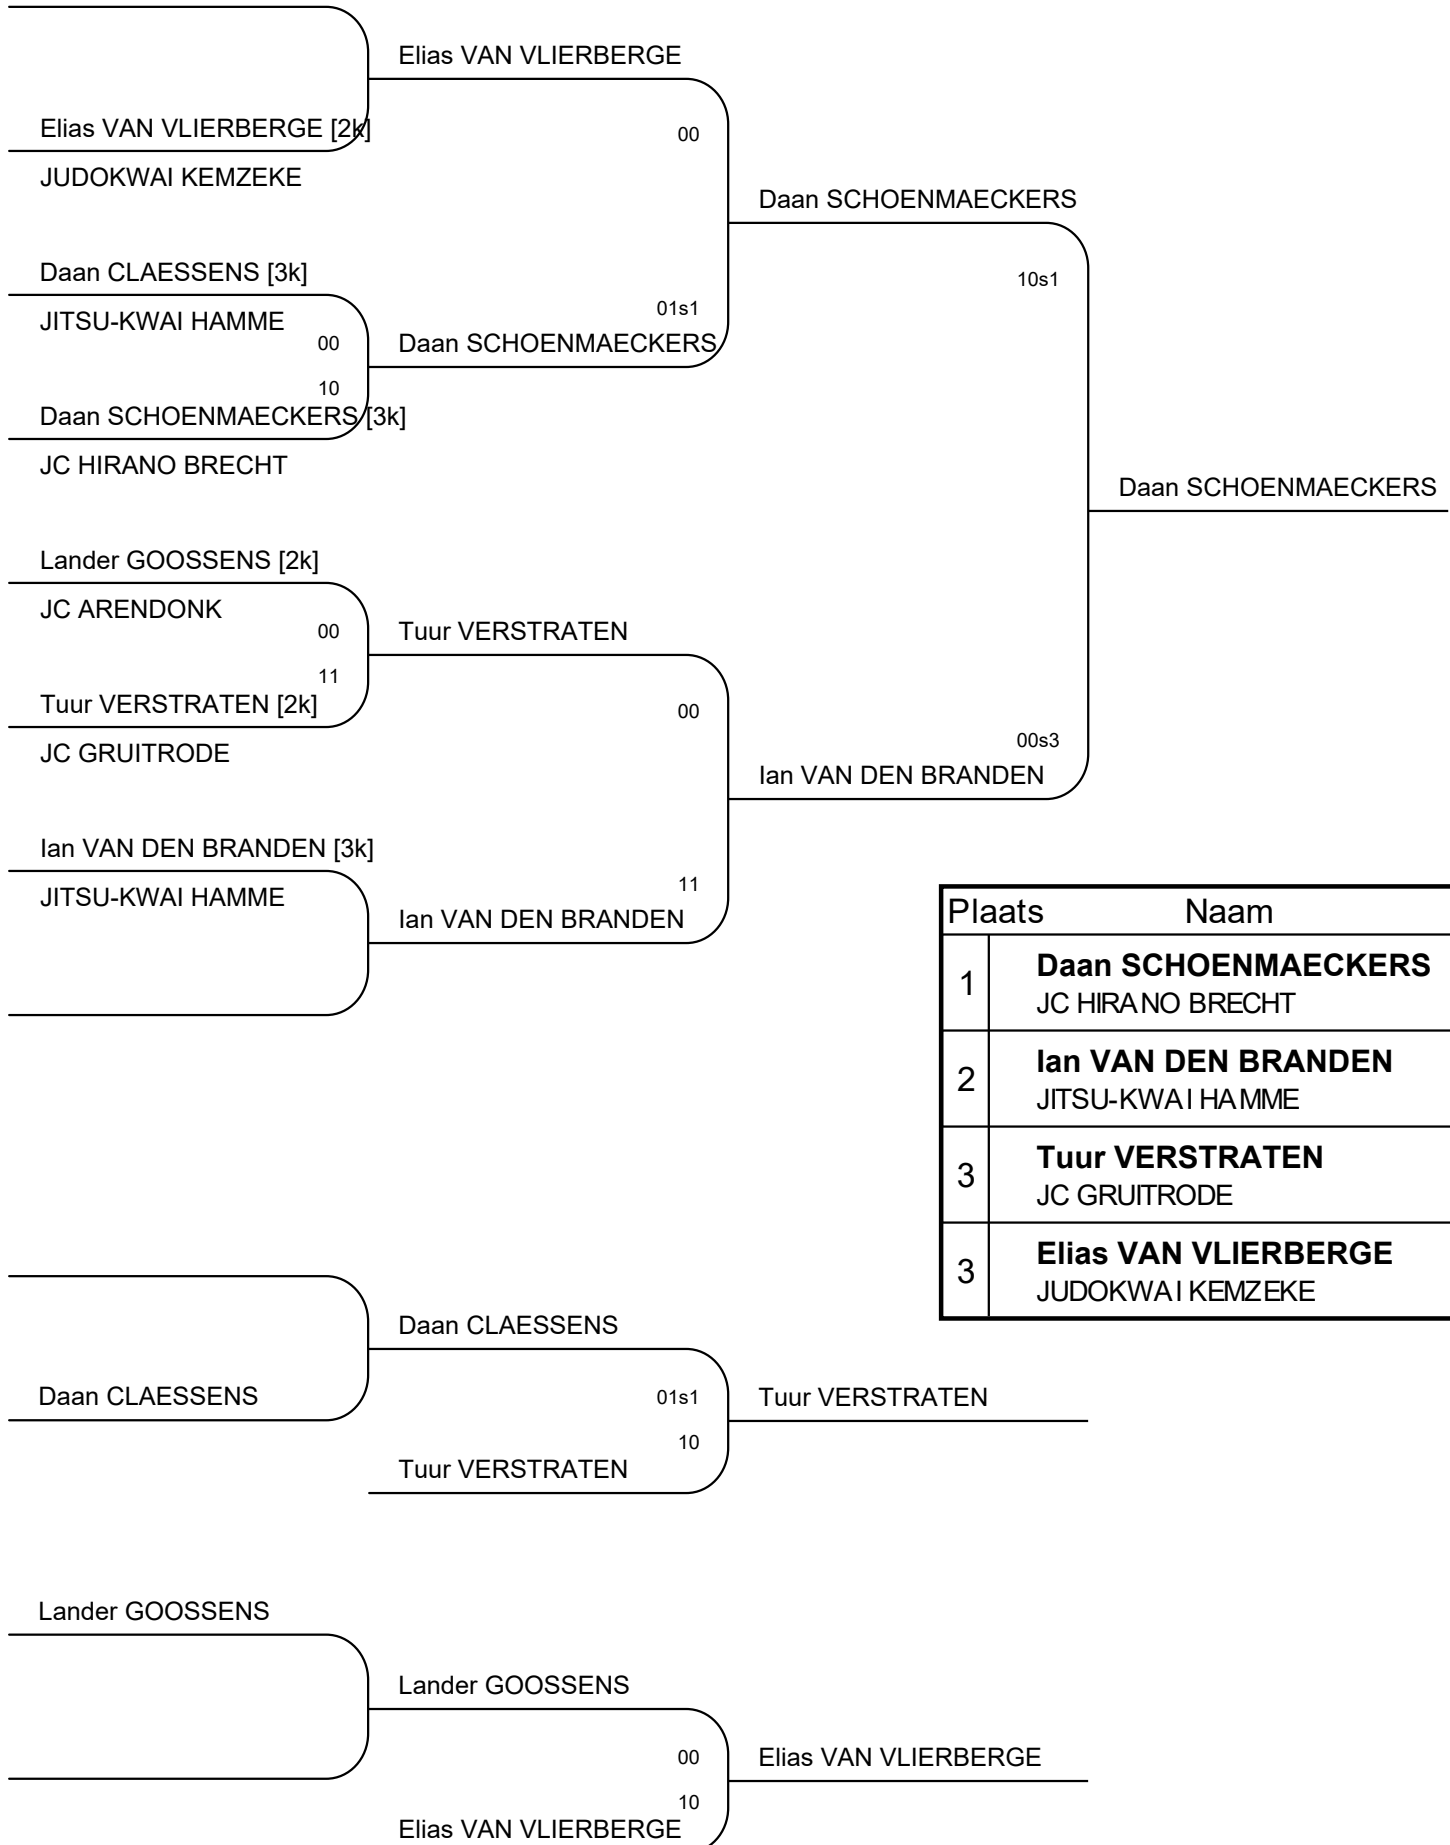 Elias VAN VLIERBERGE
Elias VAN VLIERBERGE [2k]
00
JUDOKWAI KEMZEKE
Daan SCHOENMAECKERS
Daan CLAESSENS [3k]
10s1
JITSU-KWAI HAMME
01s1
00
Daan SCHOENMAECKERS
10
Daan SCHOENMAECKERS [3k]
JC HIRANO BRECHT
Daan SCHOENMAECKERS
Lander GOOSSENS [2k]
JC ARENDONK
00
Tuur VERSTRATEN
11
Tuur VERSTRATEN [2k]
00
JC GRUITRODE
00s3
Ian VAN DEN BRANDEN
Ian VAN DEN BRANDEN [3k]
JITSU-KWAI HAMME
11
Ian VAN DEN BRANDEN
Plaats Naam
1 Daan SCHOENMAECKERS
JC HIRANO BRECHT
2 Ian VAN DEN BRANDEN
JITSU-KWAI HAMME
3 Tuur VERSTRATEN
JC GRUITRODE
3 Elias VAN VLIERBERGE
JUDOKWAI KEMZEKE
Daan CLAESSENS
Daan CLAESSENS
01s1
Tuur VERSTRATEN
10
Tuur VERSTRATEN
Lander GOOSSENS
Lander GOOSSENS
00
Elias VAN VLIERBERGE
10
Elias VAN VLIERBERGE